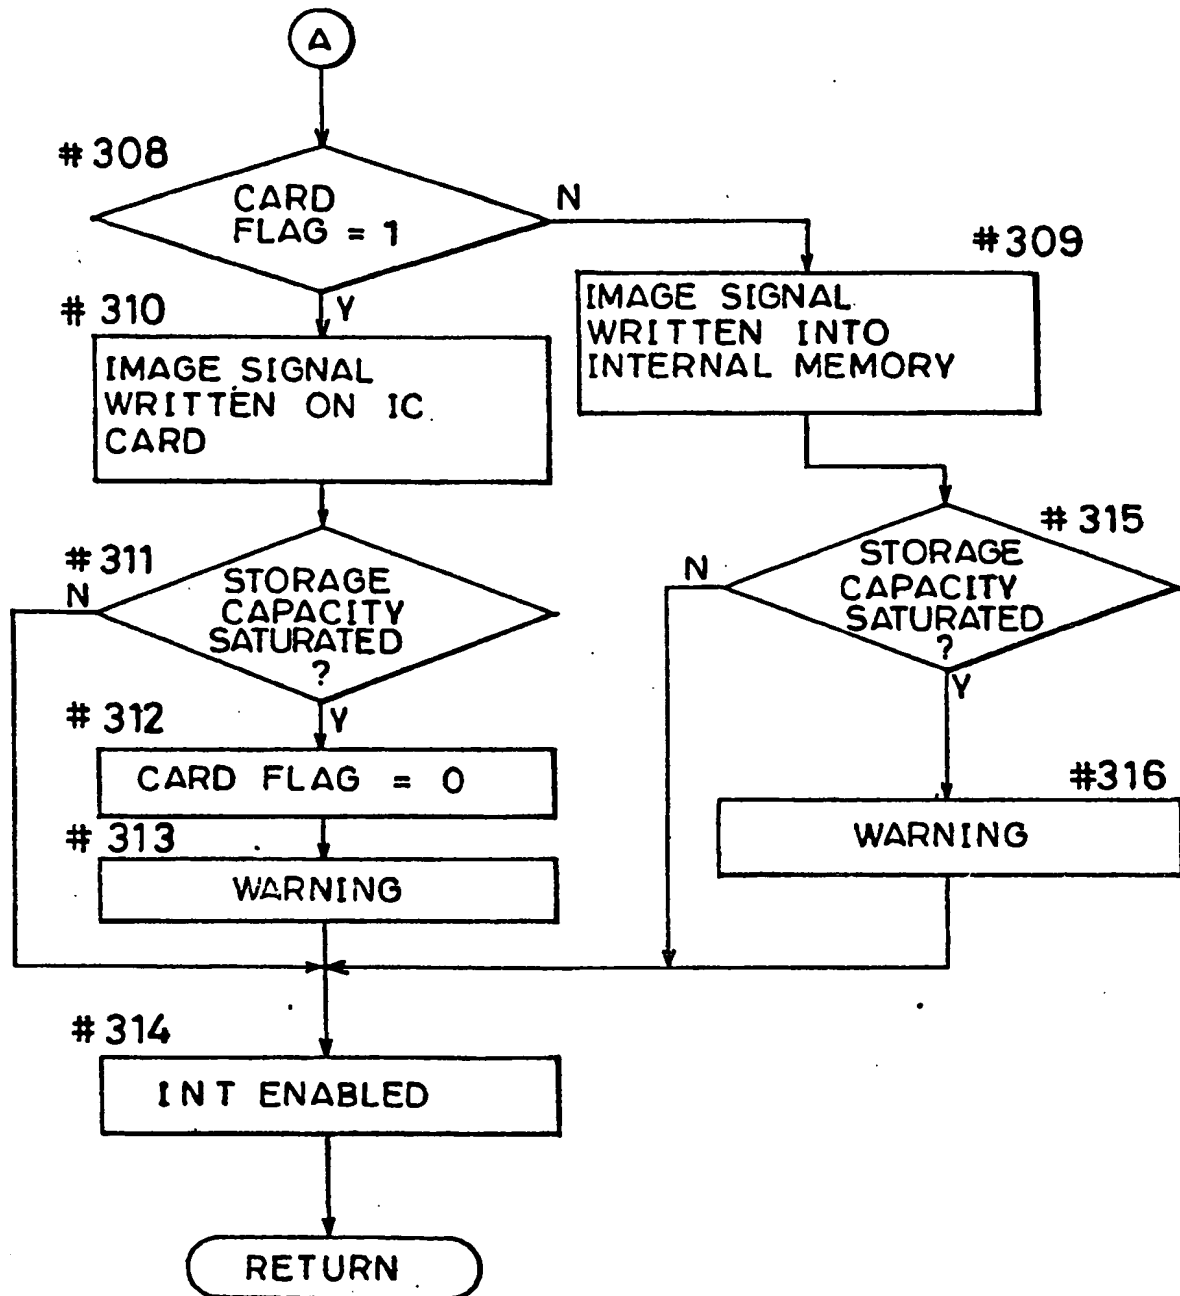 A
#308
CARD
FLAG = 1
N
Y
#309
IMAGE SIGNAL
WRITTEN INTO
INTERNAL MEMORY
#310
IMAGE SIGNAL
WRITTEN ON IC
CARD
#311
N
STORAGE
CAPACITY
SATURATED
?
Y
#315
N
STORAGE
CAPACITY
SATURATED
?
Y
#312
CARD FLAG = 0
#313
WARNING
#316
WARNING
#314
INT ENABLED
RETURN